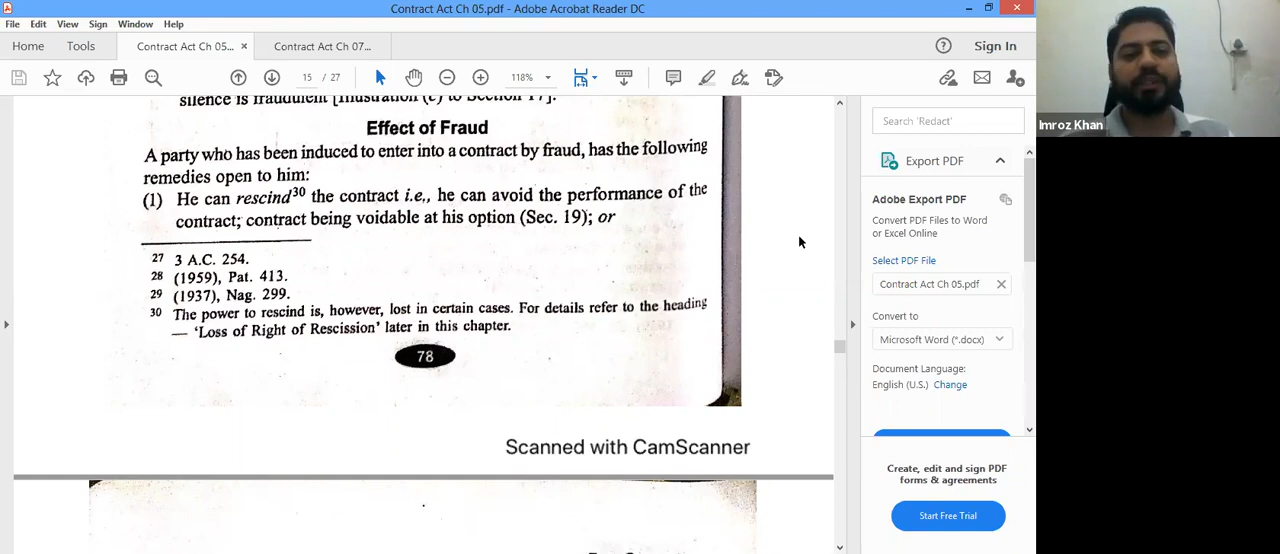 Contract Act Ch 05.pdf - Adobe Acrobat Reader DC
File Edit View Sign Window Help
Home Tools Contract Act Ch 05... × Contract Act Ch 07... Sign In
15 / 27 118%
silence is fraudulent [Illustration (c) to Section 17].
Effect of Fraud
A party who has been induced to enter into a contract by fraud, has the following
remedies open to him:
(1) He can rescind30 the contract i.e., he can avoid the performance of the
contract; contract being voidable at his option (Sec. 19); or
27 3 A.C. 254.
28 (1959), Pat. 413.
29 (1937), Nag. 299.
30 The power to rescind is, however, lost in certain cases. For details refer to the heading
— 'Loss of Right of Rescission' later in this chapter.
78
Scanned with CamScanner
Search 'Redact'
Export PDF
Adobe Export PDF
Convert PDF Files to Word
or Excel Online
Select PDF File
Contract Act Ch 05.pdf
Convert to
Microsoft Word (*.docx)
Document Language:
English (U.S.) Change
Create, edit and sign PDF
forms & agreements
Start Free Trial
Imroz Khan